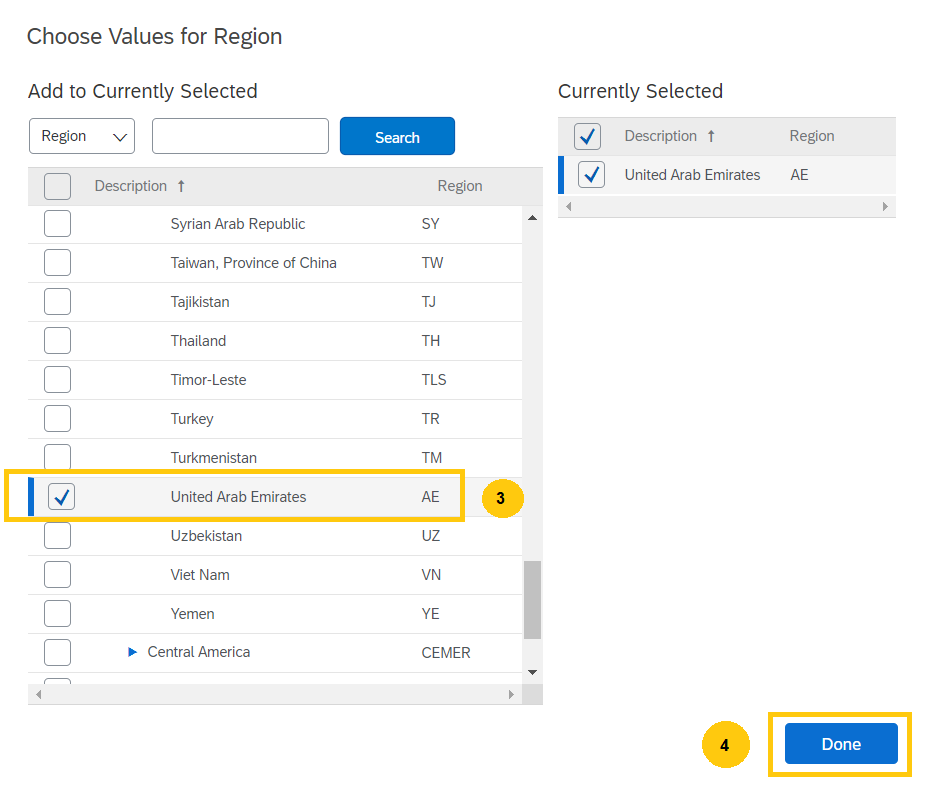 Choose Values for Region
Add to Currently Selected
Region
Search
Description ↑ Region
Syrian Arab Republic SY
Taiwan, Province of China TW
Tajikistan TJ
Thailand TH
Timor-Leste TLS
Turkey TR
Turkmenistan TM
United Arab Emirates AE
3
Uzbekistan UZ
Viet Nam VN
Yemen YE
Central America CEMER
Currently Selected
Description ↑ Region
United Arab Emirates AE
4
Done